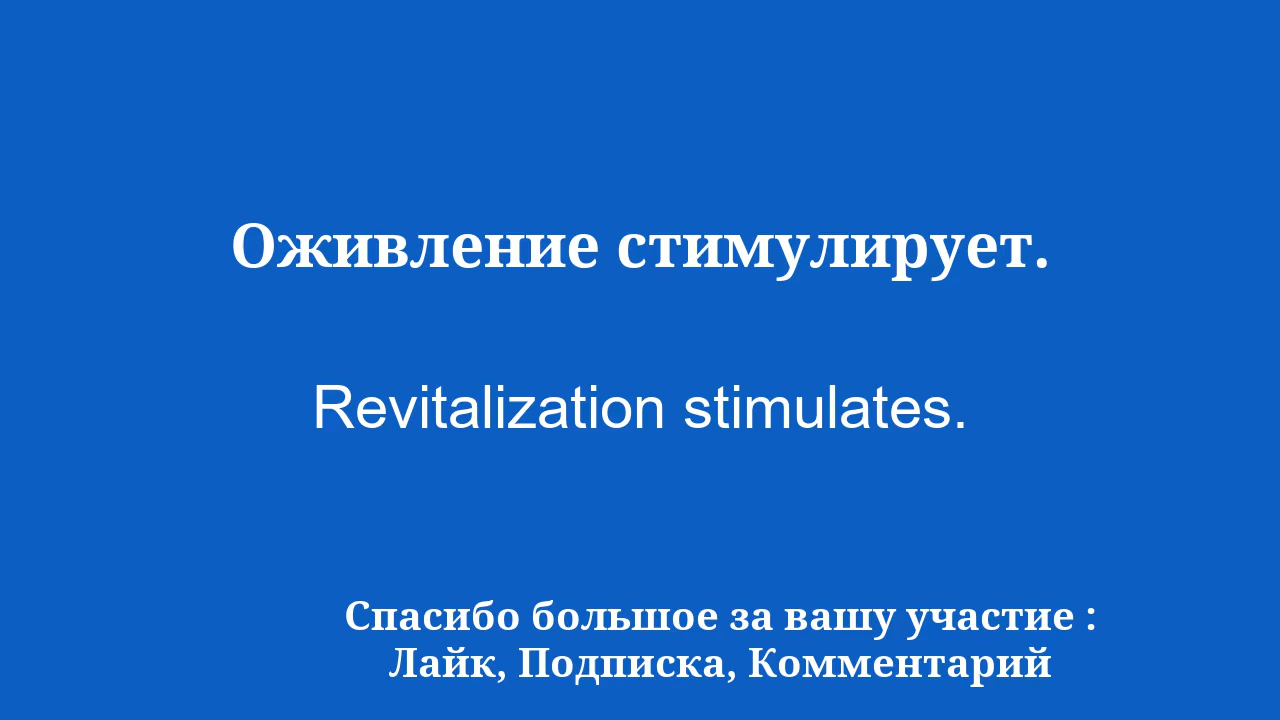 Оживление стимулирует.
Revitalization stimulates.
Спасибо большое за вашу участие :
Лайк, Подписка, Комментарий